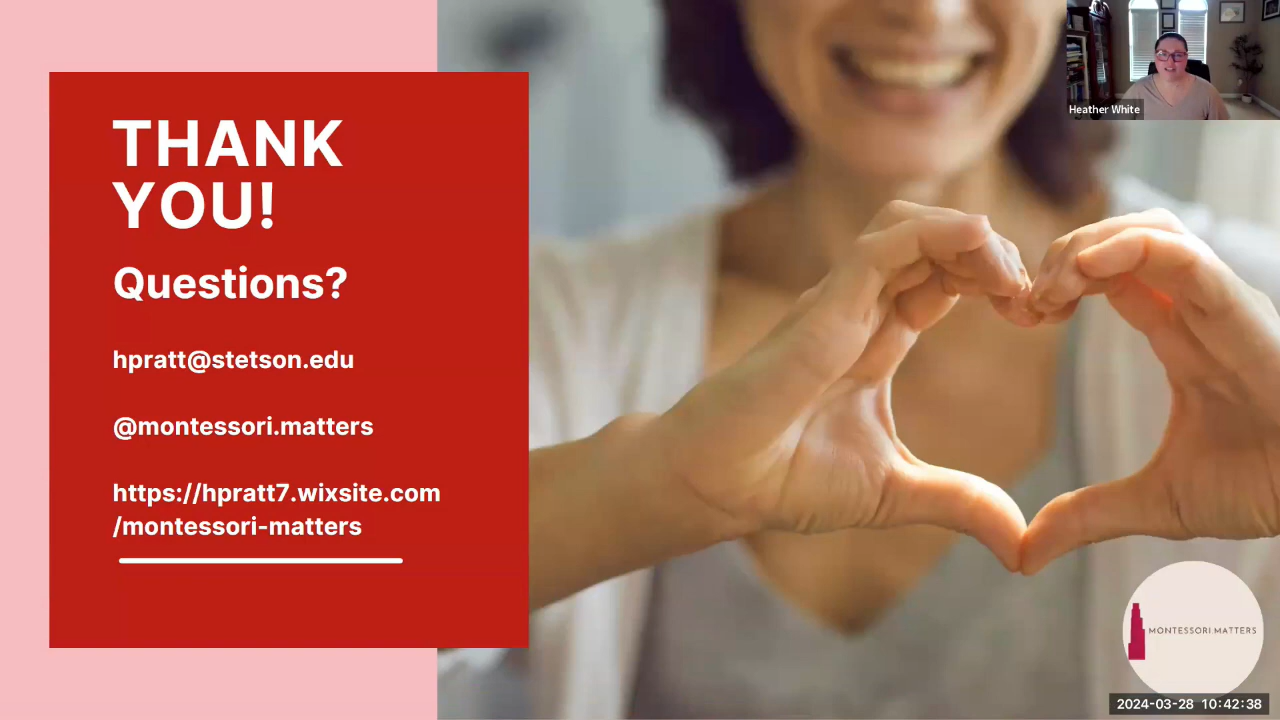 THANK
YOU!
Questions?
hpratt@stetson.edu
@montessori.matters
https://hpratt7.wixsite.com
/montessori-matters
Heather White
MONTESSORI.MATTERS
2024-03-28 10:42:38